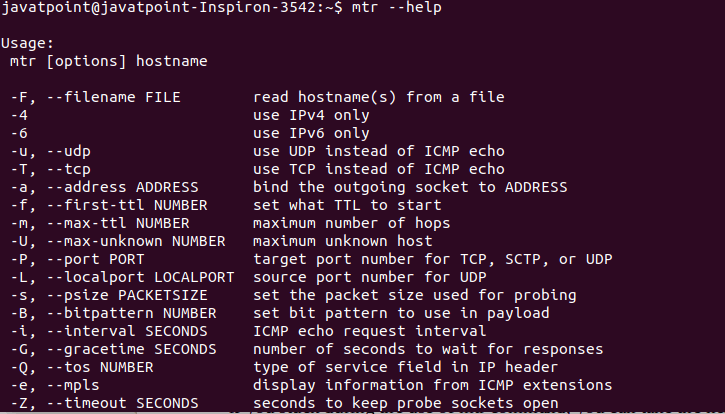 javatpoint@javatpoint-Inspiron-3542:~$ mtr --help
Usage:
mtr [options] hostname
-F, --filename FILE read hostname(s) from a file
-4 use IPv4 only
-6 use IPv6 only
-u, --udp use UDP instead of ICMP echo
-T, --tcp use TCP instead of ICMP echo
-a, --address ADDRESS bind the outgoing socket to ADDRESS
-f, --first-ttl NUMBER set what TTL to start
-m, --max-ttl NUMBER maximum number of hops
-U, --max-unknown NUMBER maximum unknown host
-P, --port PORT target port number for TCP, SCTP, or UDP
-L, --localport LOCALPORT source port number for UDP
-s, --psize PACKETSIZE set the packet size used for probing
-B, --bitpattern NUMBER set bit pattern to use in payload
-i, --interval SECONDS ICMP echo request interval
-G, --gracetime SECONDS number of seconds to wait for responses
-Q, --tos NUMBER type of service field in IP header
-e, --mpls display information from ICMP extensions
-Z, --timeout SECONDS seconds to keep probe sockets open